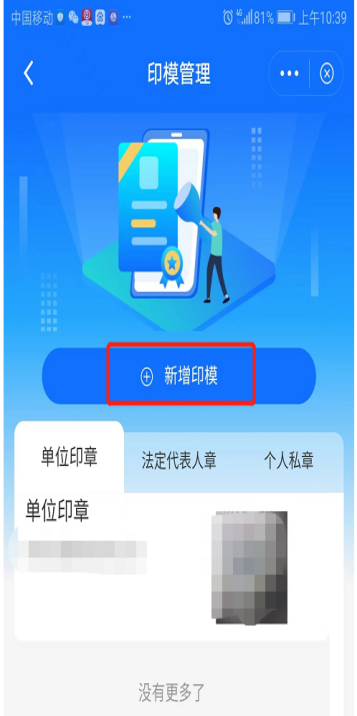 中国移动 81% 上午10:39
印模管理
新增印模
单位印章 法定代表人章 个人私章
单位印章
没有更多了